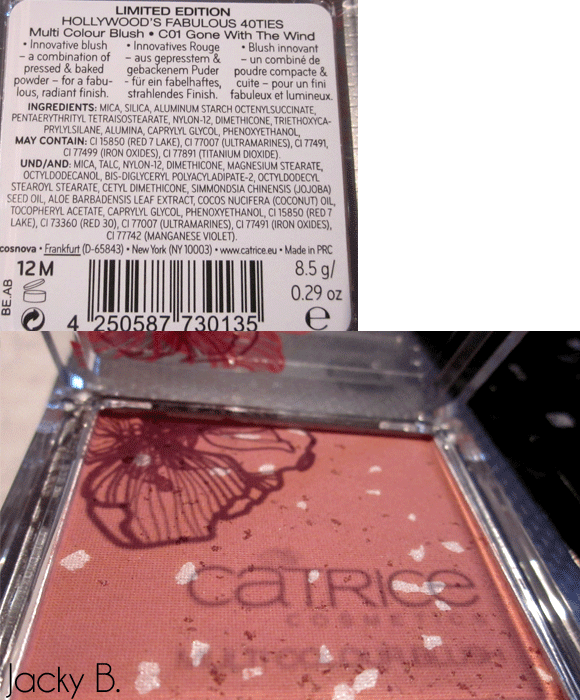 LIMITED EDITION
HOLLYWOOD'S FABULOUS 40TIES
Multi Colour Blush • C01 Gone With The Wind
• Innovative blush
– a combination of
pressed & baked
powder – for a fabu-
lous, radiant finish.
• Innovatives Rouge
– aus gepresstem &
gebackenem Puder
- für ein fabelhaftes,
strahlendes Finish.
• Blush innovant
– un combiné de
poudre compacte &
cuite – pour un fini
fabuleux et lumineux.
INGREDIENTS: MICA, SILICA, ALUMINUM STARCH OCTENYLSUCCINATE,
PENTAERYTHRITYL TETRAISOSTEARATE, NYLON-12, DIMETHICONE, TRIETHOXYCA-
PRYLYLSILANE, ALUMINA, CAPRYLYL GLYCOL, PHENOXYETHANOL,
MAY CONTAIN: CI 15850 (RED 7 LAKE), CI 77007 (ULTRAMARINES), CI 77491,
CI 77499 (IRON OXIDES), CI 77891 (TITANIUM DIOXIDE).
UND/AND: MICA, TALC, NYLON-12, DIMETHICONE, MAGNESIUM STEARATE,
OCTYLDODECANOL, BIS-DIGLYCERYL POLYACYLADIPATE-2, OCTYLDODECYL
STEAROYL STEARATE, CETYL DIMETHICONE, SIMMONDSIA CHINENSIS (JOJOBA)
SEED OIL, ALOE BARBADENSIS LEAF EXTRACT, COCOS NUCIFERA (COCONUT) OIL,
TOCOPHERYL ACETATE, CAPRYLYL GLYCOL, PHENOXYETHANOL, CI 15850 (RED 7
LAKE), CI 73360 (RED 30), CI 77007 (ULTRAMARINES), CI 77491 (IRON OXIDES),
CI 77742 (MANGANESE VIOLET).
cosnova • Frankfurt (D-65843) • New York (NY 10003) • www.catrice.eu • Made in PRC
12 M
8.5 g/
0.29 oz
BE.AB
e
4 250587 730135
CATRICE
COSMETICS
MULTI COLOUR BLUSH
Jacky B.